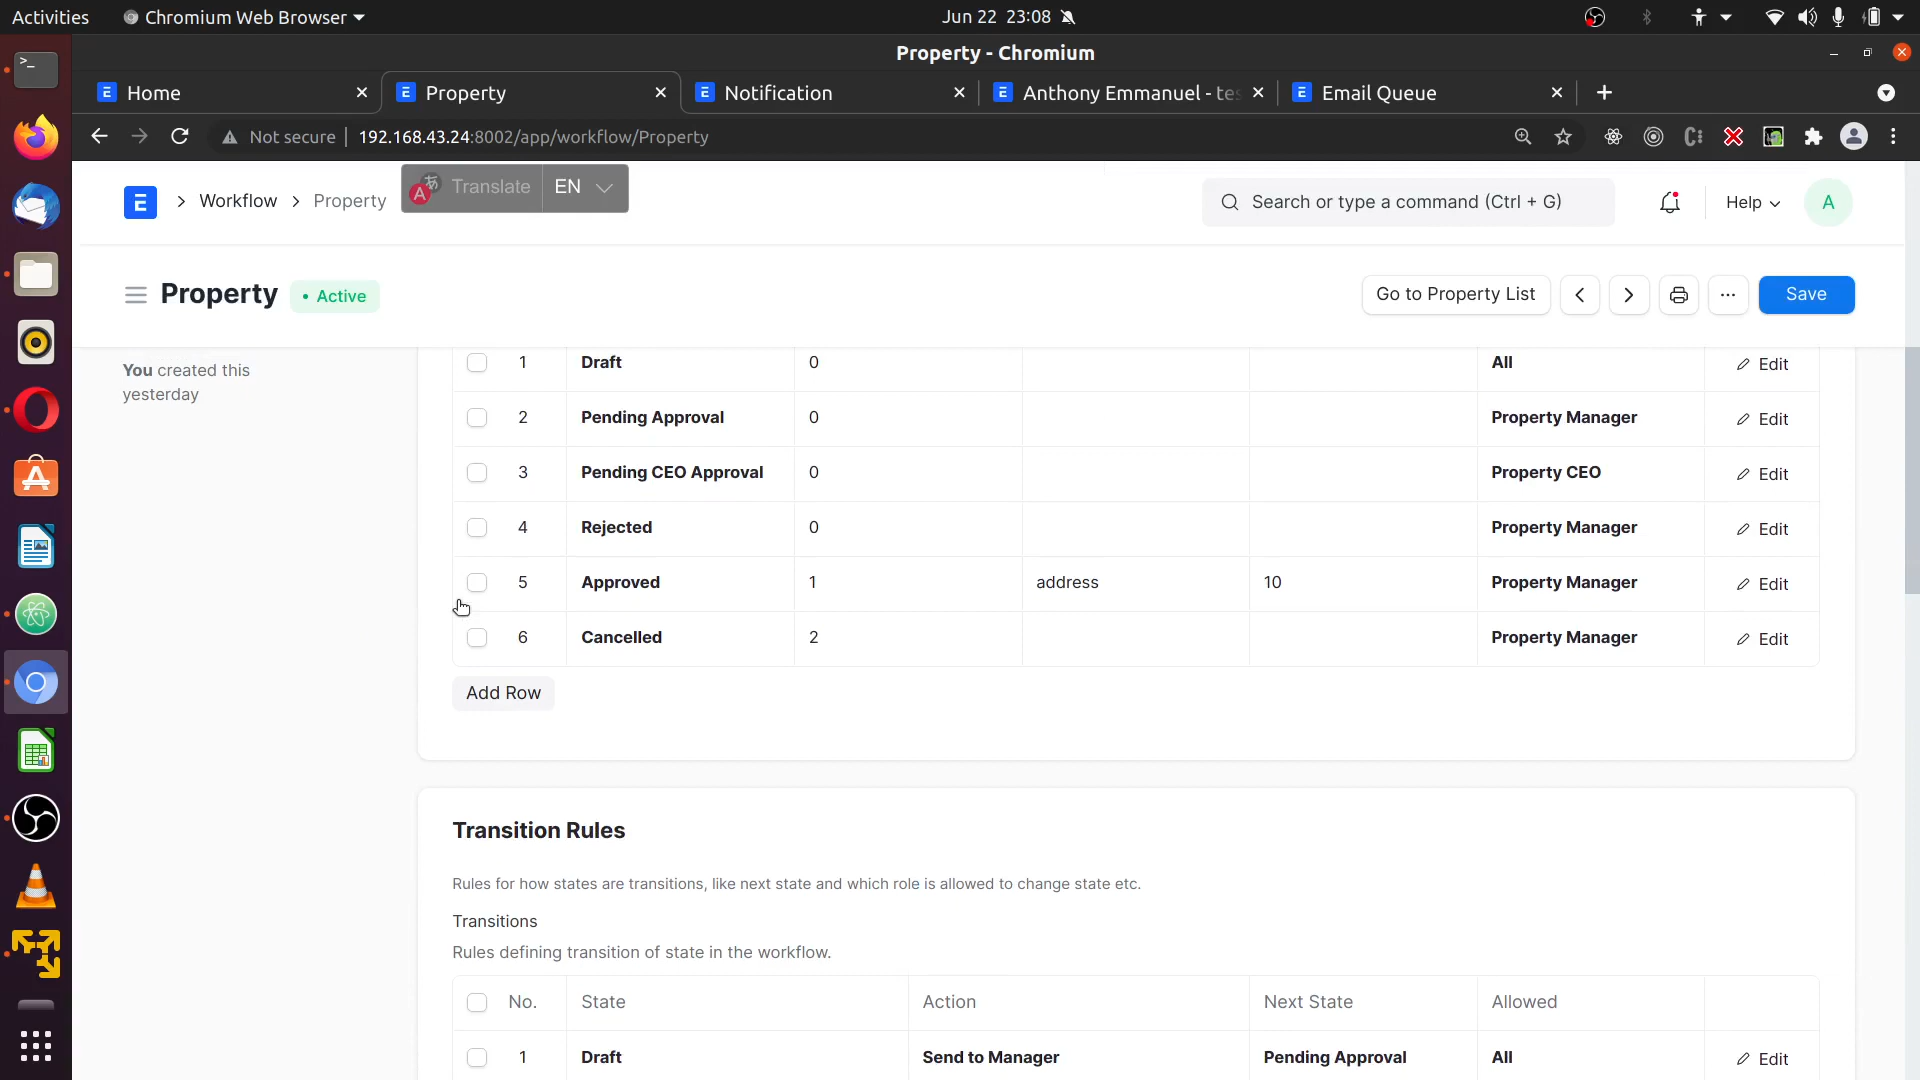 Activities
Chromium Web Browser
Jun 22 23:08
Property - Chromium
Home
Property
Notification
Anthony Emmanuel - tes
Email Queue
Not secure
192.168.43.24:8002/app/workflow/Property
Workflow
Property
Translate
EN
Search or type a command (Ctrl + G)
Help
A
Property
• Active
Go to Property List
...
Save
You created this
yesterday
1 Draft 0 All Edit
2 Pending Approval 0 Property Manager Edit
3 Pending CEO Approval 0 Property CEO Edit
4 Rejected 0 Property Manager Edit
5 Approved 1 address 10 Property Manager Edit
6 Cancelled 2 Property Manager Edit
Add Row
Transition Rules
Rules for how states are transitions, like next state and which role is allowed to change state etc.
Transitions
Rules defining transition of state in the workflow.
No. State Action Next State Allowed
1 Draft Send to Manager Pending Approval All Edit